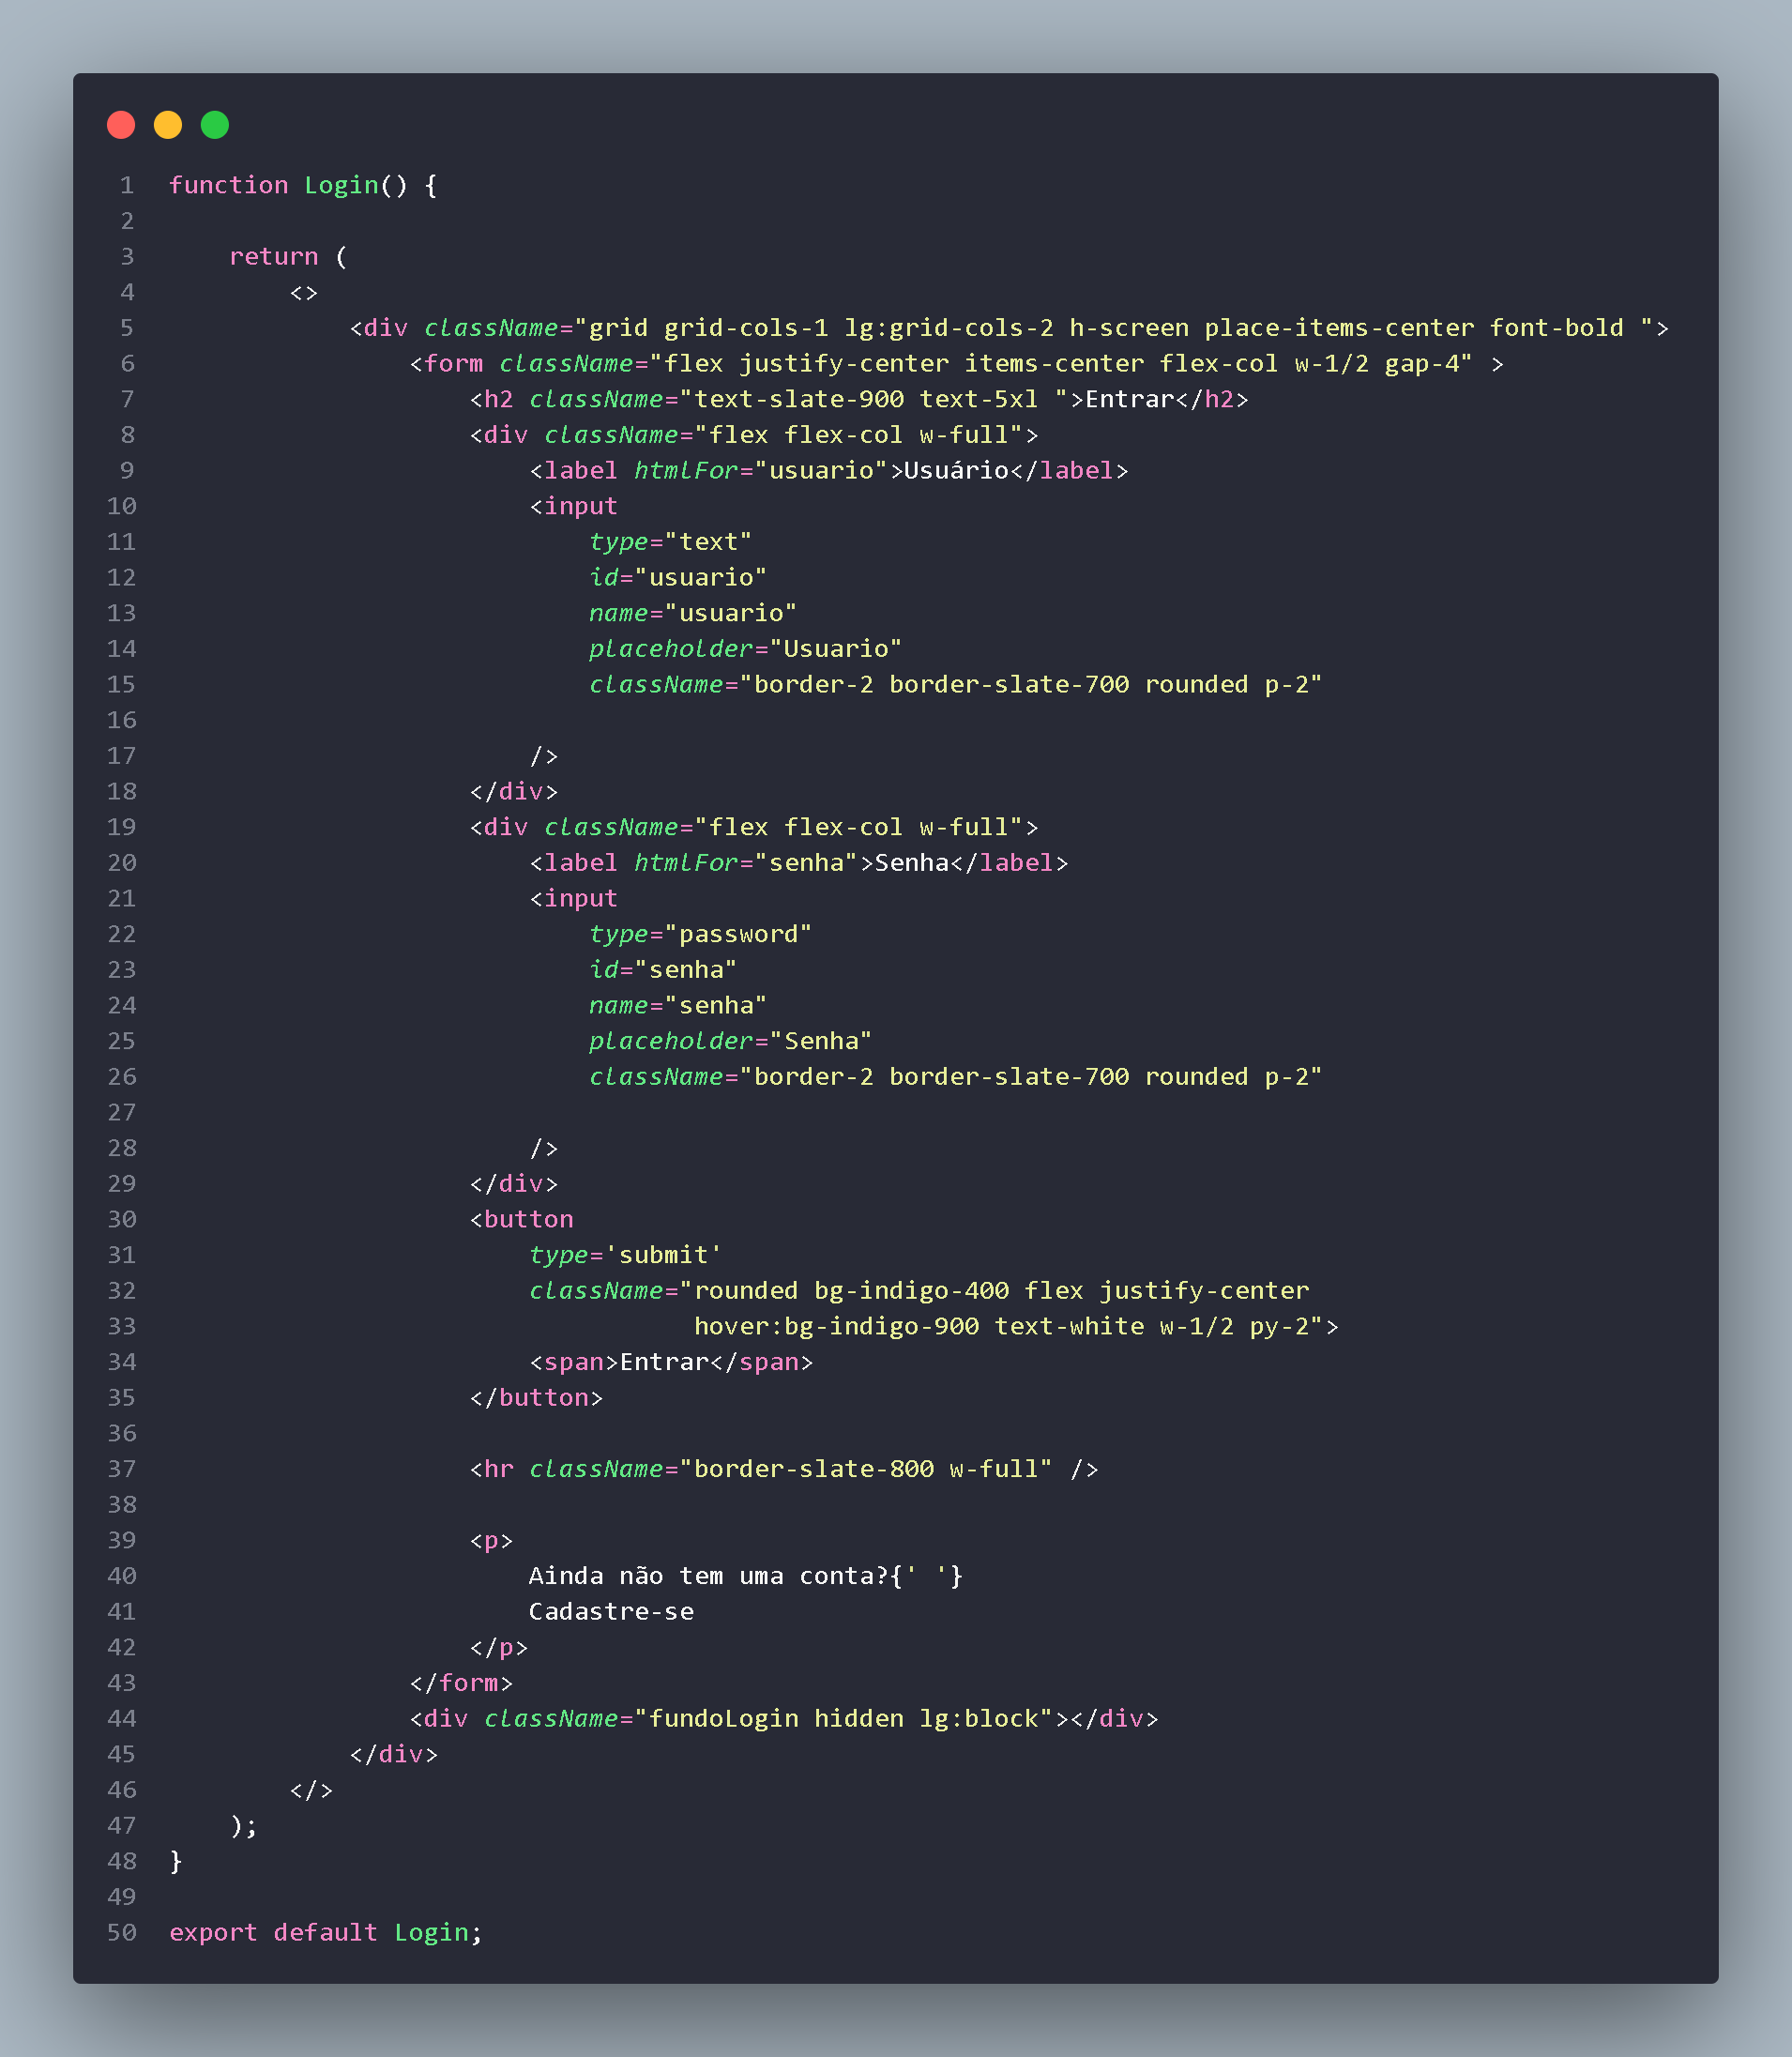 1 function Login() {
2
3 return (
4 <>
5 <div className="grid grid-cols-1 lg:grid-cols-2 h-screen place-items-center font-bold ">
6 <form className="flex justify-center items-center flex-col w-1/2 gap-4" >
7 <h2 className="text-slate-900 text-5xl ">Entrar</h2>
8 <div className="flex flex-col w-full">
9 <label htmlFor="usuario">Usuário</label>
10 <input
11 type="text"
12 id="usuario"
13 name="usuario"
14 placeholder="Usuario"
15 className="border-2 border-slate-700 rounded p-2"
16
17 />
18 </div>
19 <div className="flex flex-col w-full">
20 <label htmlFor="senha">Senha</label>
21 <input
22 type="password"
23 id="senha"
24 name="senha"
25 placeholder="Senha"
26 className="border-2 border-slate-700 rounded p-2"
27
28 />
29 </div>
30 <button
31 type='submit'
32 className="rounded bg-indigo-400 flex justify-center
33 hover:bg-indigo-900 text-white w-1/2 py-2">
34 <span>Entrar</span>
35 </button>
36
37 <hr className="border-slate-800 w-full" />
38
39 <p>
40 Ainda não tem uma conta?{' '}
41 Cadastre-se
42 </p>
43 </form>
44 <div className="fundoLogin hidden lg:block"></div>
45 </div>
46 </>
47 );
48 }
49
50 export default Login;